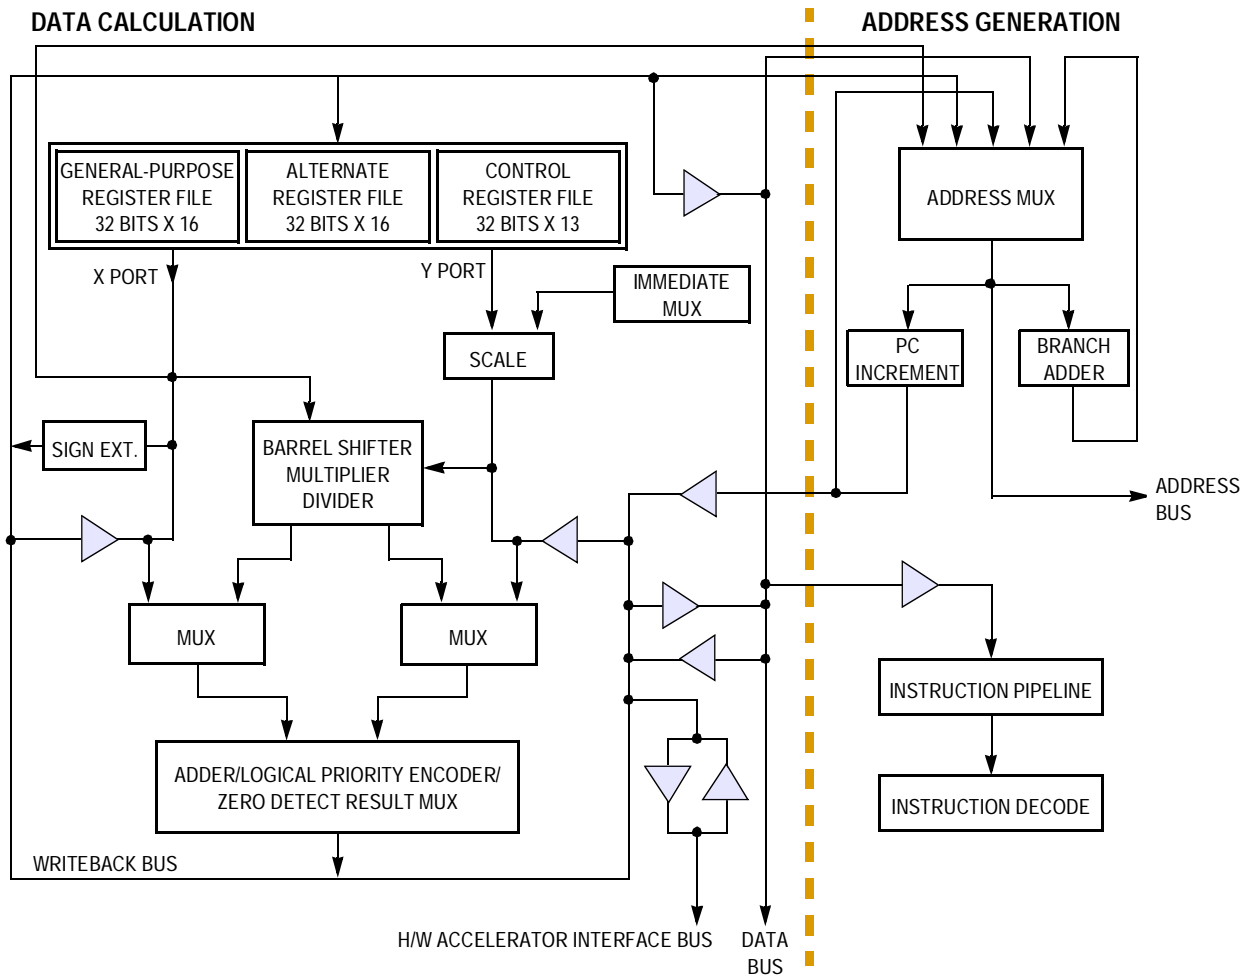 DATA CALCULATION
ADDRESS GENERATION
GENERAL-PURPOSE
REGISTER FILE
32 BITS X 16
ALTERNATE
REGISTER FILE
32 BITS X 16
CONTROL
REGISTER FILE
32 BITS X 13
ADDRESS MUX
X PORT
Y PORT
IMMEDIATE
MUX
SCALE
PC
INCREMENT
BRANCH
ADDER
SIGN EXT.
BARREL SHIFTER
MULTIPLIER
DIVIDER
ADDRESS
BUS
MUX
MUX
INSTRUCTION PIPELINE
ADDER/LOGICAL PRIORITY ENCODER/
ZERO DETECT RESULT MUX
INSTRUCTION DECODE
WRITEBACK BUS
H/W ACCELERATOR INTERFACE BUS
DATA
BUS